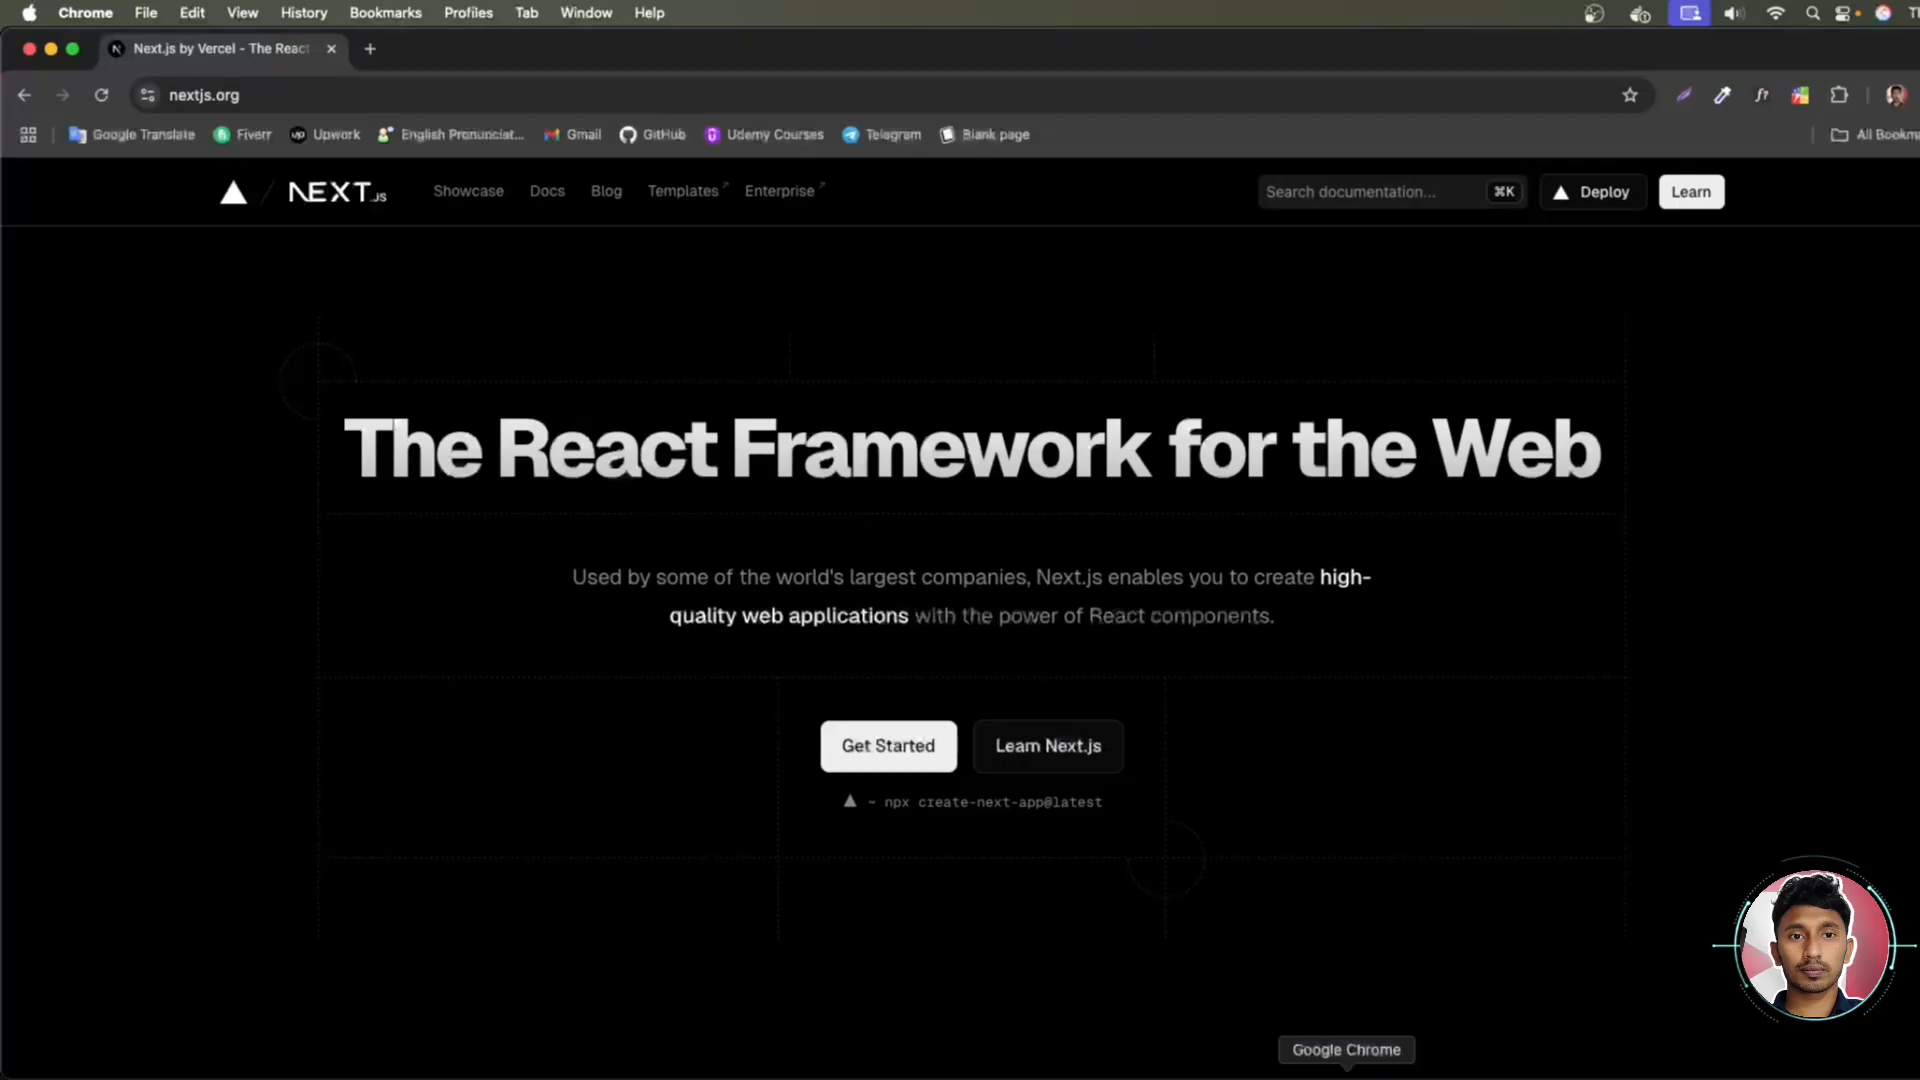 Chrome File Edit View History Bookmarks Profiles Tab Window Help
Next.js by Vercel - The React
nextjs.org
Google Translate Fiverr Upwork English Pronunciat... Gmail GitHub Udemy Courses Telegram Blank page All Bookma
NEXT.JS Showcase Docs Blog Templates Enterprise Search documentation... ⌘K Deploy Learn
The React Framework for the Web
Used by some of the world's largest companies, Next.js enables you to create high-
quality web applications with the power of React components.
Get Started Learn Next.js
~ npx create-next-app@latest
Google Chrome